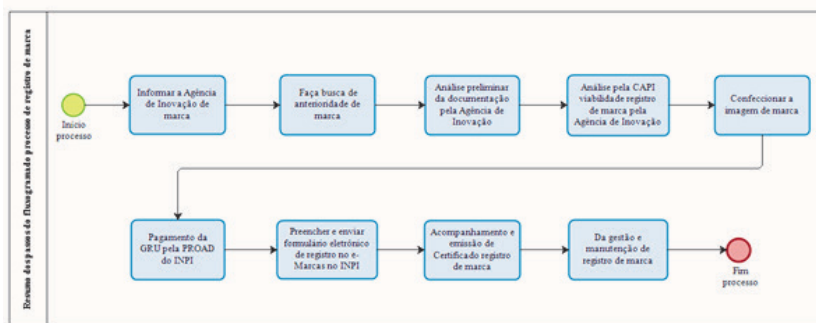 Resumo dos passos do fluxograma do processo de registro de marca
Início
processo
Informar a Agência
de Inovação de
marca
Faça busca de
anterioridade de
marca
Análise preliminar
da documentação
pela Agência de
Inovação
Análise pela CAPI
viabilidade registro
de marca pela
Agência de Inovação
Confeccionar a
imagem de marca
Pagamento da
GRU pela PROAD
do INPI
Preencher e enviar
formulário eletrônico
de registro no e-
Marcas no INPI
Acompanhamento e
emissão de
Certificado registro
de marca
Da gestão e
manutenção de
registro de marca
Fim
processo